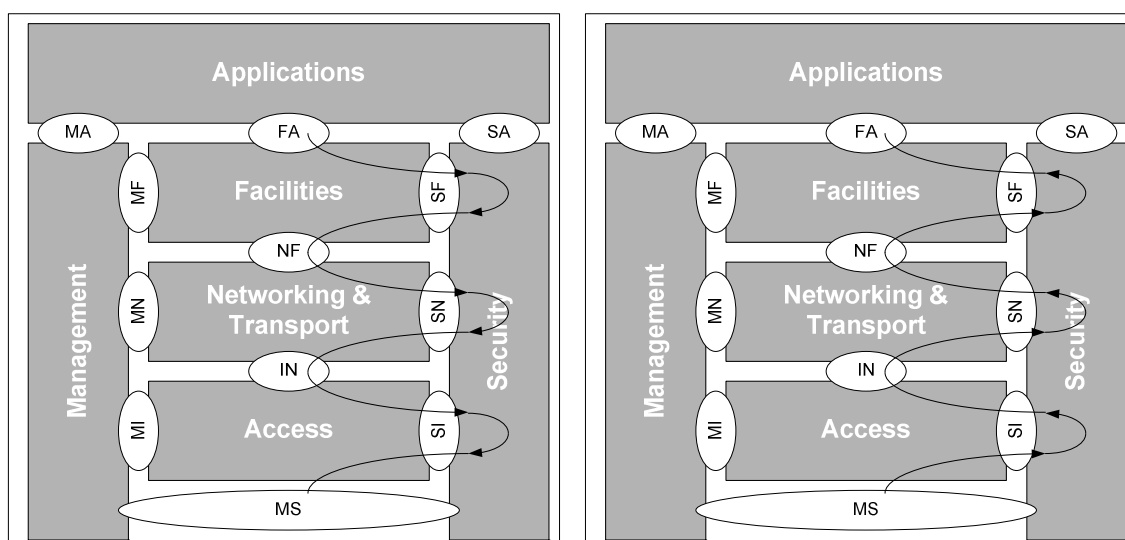 Applications
MA
FA
SA
MF
Facilities
SF
NF
Management
MN
Networking &
Transport
SN
Security
IN
MI
Access
SI
MS
Applications
MA
FA
SA
MF
Facilities
SF
NF
Management
MN
Networking &
Transport
SN
Security
IN
MI
Access
SI
MS